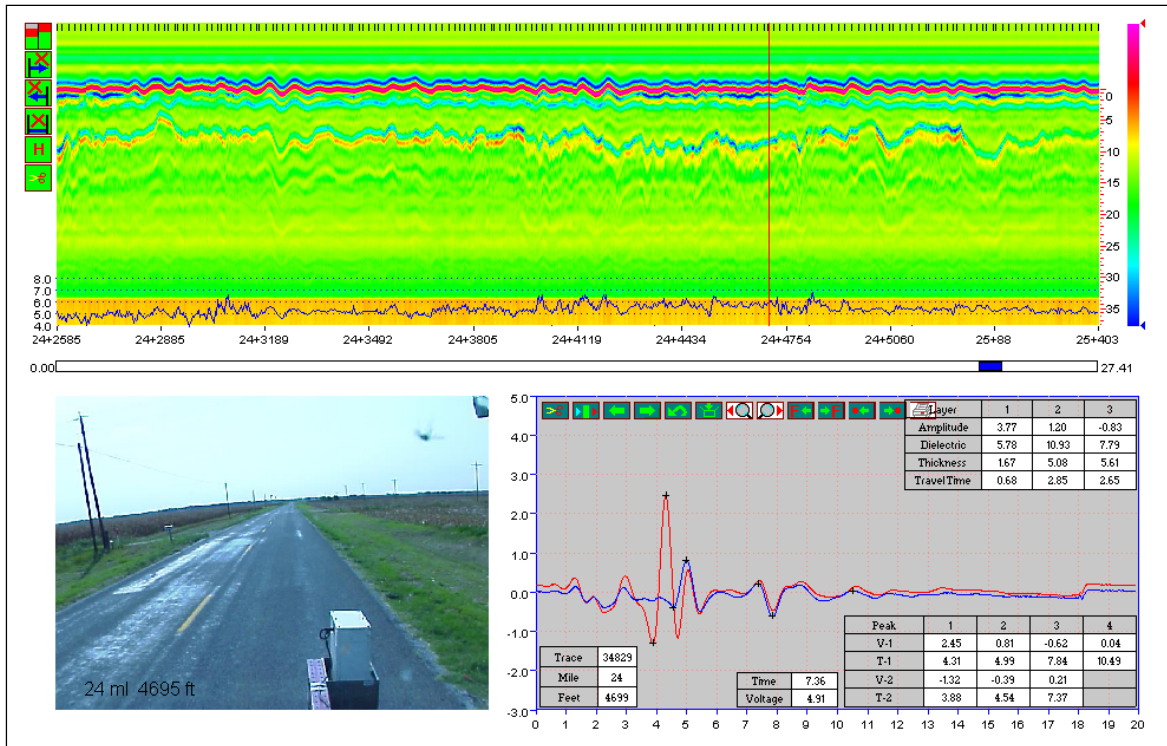 H
0
5
10
15
20
25
30
35
8.0
7.0
6.0
5.0
4.0
24+2585 24+2885 24+3189 24+3492 24+3805 24+4119 24+4434 24+4754 24+5060 25+88 25+403
0.00 27.41
24 ml 4695 ft
5.0
4.0
3.0
2.0
1.0
0.0
-1.0
-2.0
-3.0
0 1 2 3 4 5 6 7 8 9 10 11 12 13 14 15 16 17 18 19 20
F F
Layer 1 2 3
Amplitude 3.77 1.20 -0.83
Dielectric 5.78 10.93 7.79
Thickness 1.67 5.08 5.61
Travel Time 0.68 2.85 2.65
Trace 34829
Mile 24
Feet 4699
Time 7.36
Voltage 4.91
Peak 1 2 3 4
V-1 2.45 0.81 -0.62 0.04
T-1 4.31 4.99 7.84 10.49
V-2 -1.32 -0.39 0.21
T-2 3.88 4.54 7.37